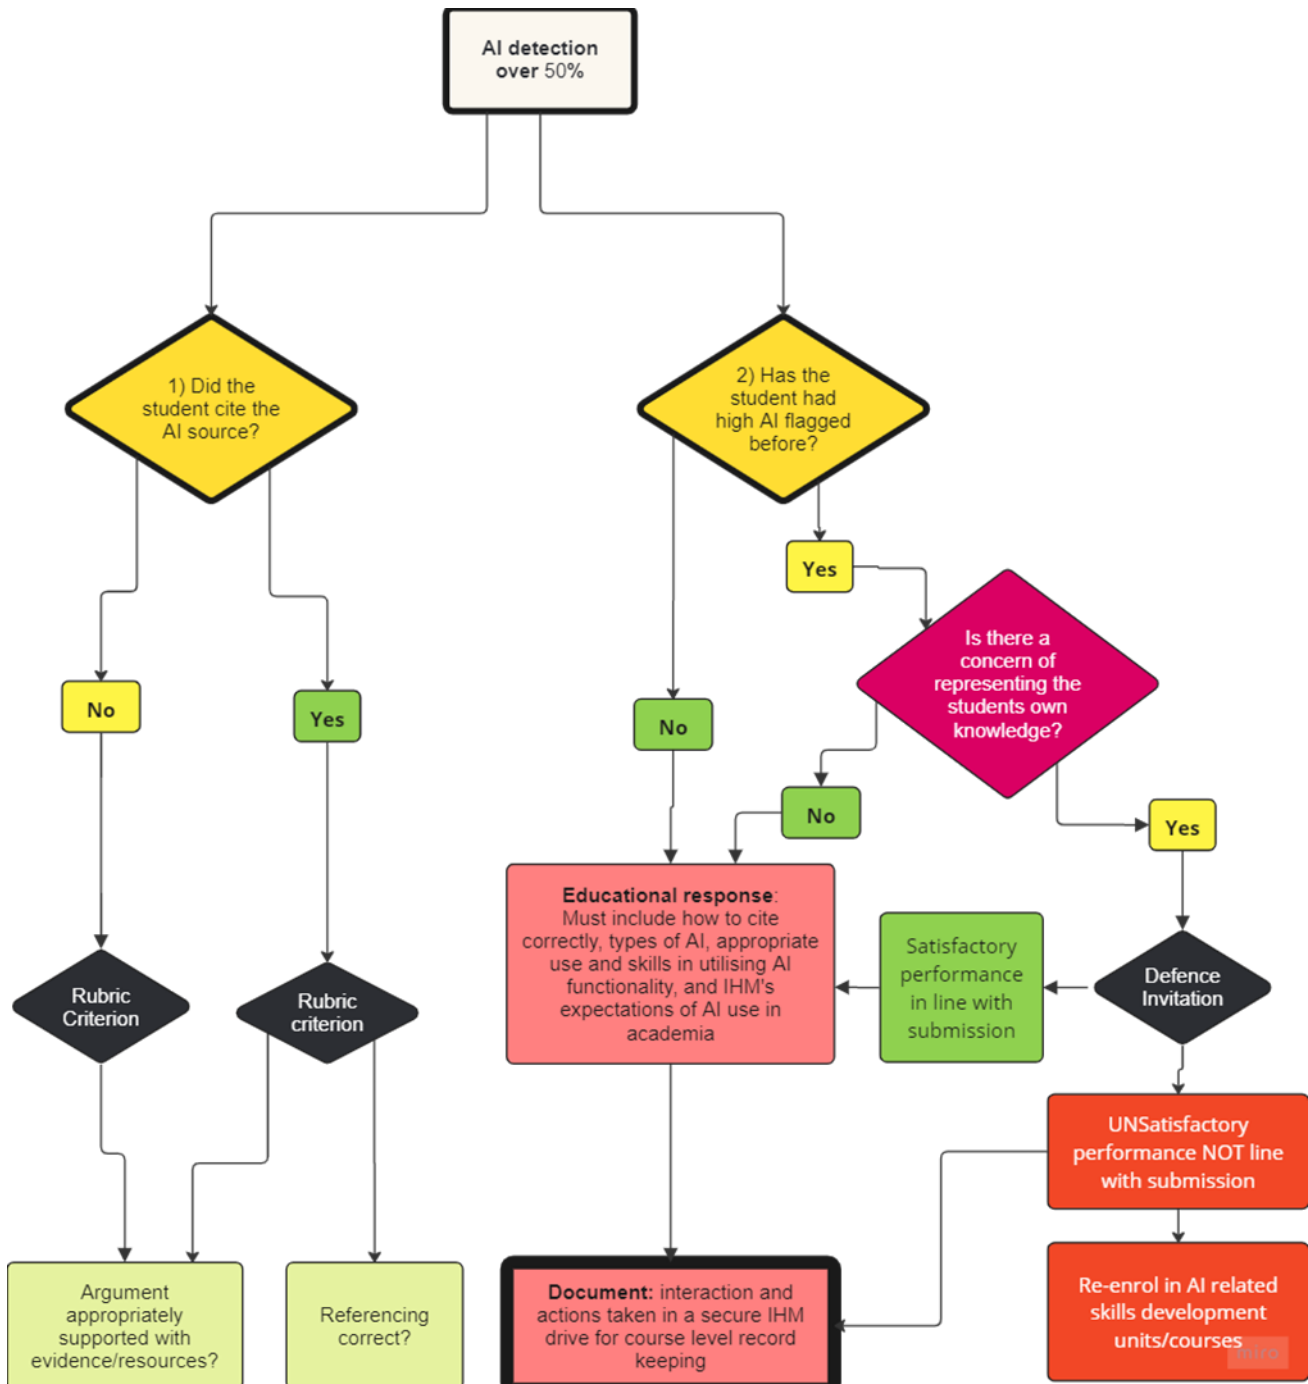 AI detection
over 50%
1) Did the
student cite the
AI source?
2) Has the
student had
high AI flagged
before?
Yes
Is there a
concern of
representing the
students own
knowledge?
No
Yes
No
No
Yes
Educational response:
Must include how to cite
correctly, types of AI, appropriate
use and skills in utilising AI
functionality, and IHM's
expectations of AI use in
academia
Satisfactory
performance
in line with
submission
Defence
Invitation
Rubric
Criterion
Rubric
criterion
UNSatisfactory
performance NOT line
with submission
Argument
appropriately
supported with
evidence/resources?
Referencing
correct?
Document: interaction and
actions taken in a secure IHM
drive for course level record
keeping
Re-enrol in AI related
skills development
units/courses
miro